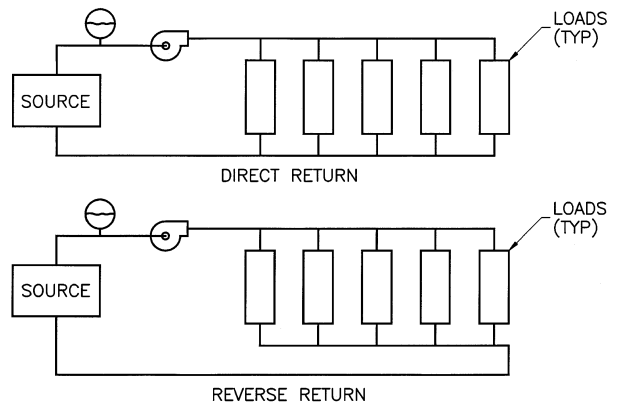 LOADS
(TYP)
SOURCE
DIRECT RETURN
LOADS
(TYP)
SOURCE
REVERSE RETURN